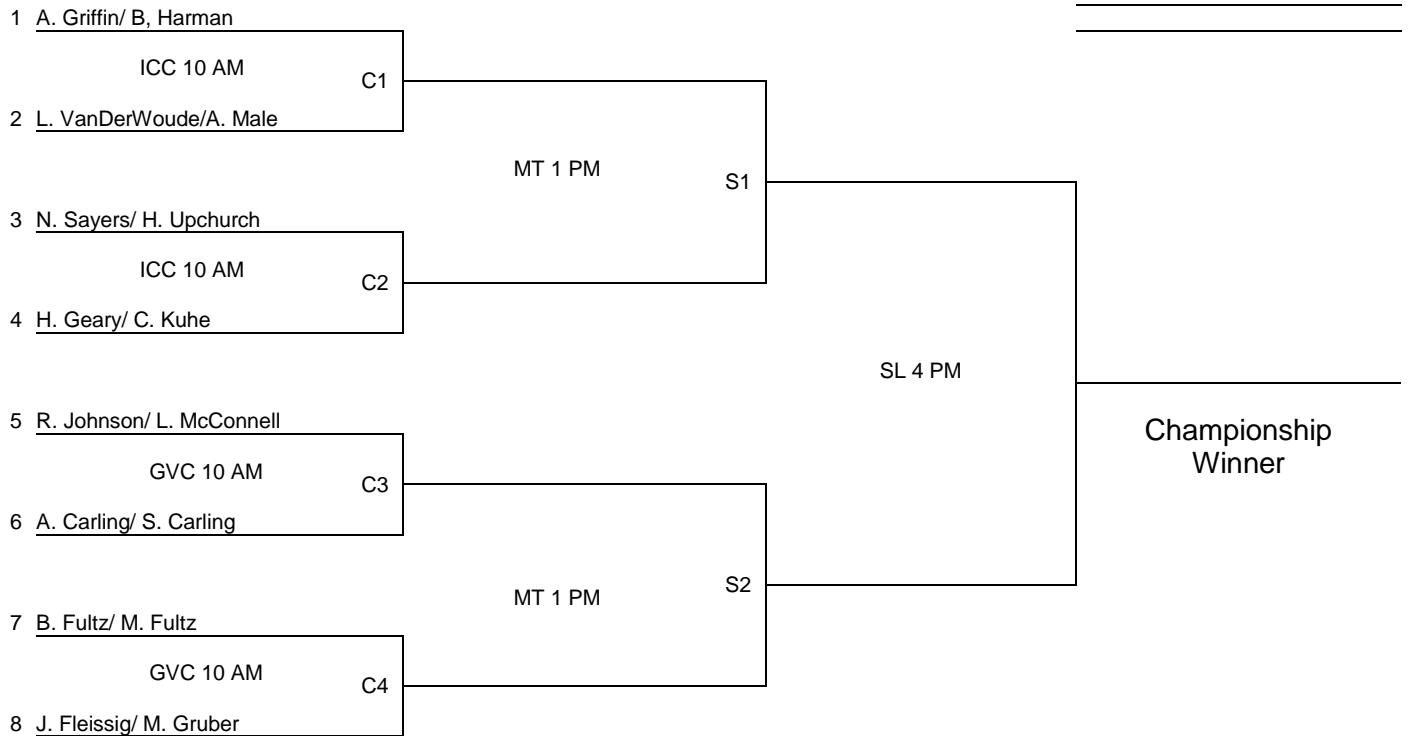 1 A. Griffin/ B, Harman
ICC 10 AM
C1
2 L. VanDerWoude/A. Male
MT 1 PM
S1
3 N. Sayers/ H. Upchurch
ICC 10 AM
C2
4 H. Geary/ C. Kuhe
SL 4 PM
5 R. Johnson/ L. McConnell
Championship
Winner
GVC 10 AM
C3
6 A. Carling/ S. Carling
MT 1 PM
S2
7 B. Fultz/ M. Fultz
GVC 10 AM
C4
8 J. Fleissig/ M. Gruber